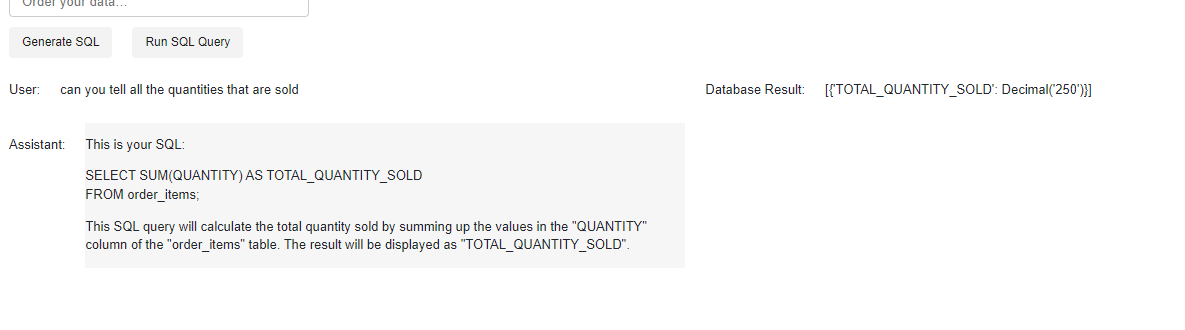 Order your data...
Generate SQL Run SQL Query
User: can you tell all the quantities that are sold Database Result: [{'TOTAL_QUANTITY_SOLD': Decimal('250')}]
Assistant: This is your SQL:
SELECT SUM(QUANTITY) AS TOTAL_QUANTITY_SOLD
FROM order_items;
This SQL query will calculate the total quantity sold by summing up the values in the "QUANTITY"
column of the "order_items" table. The result will be displayed as "TOTAL_QUANTITY_SOLD".